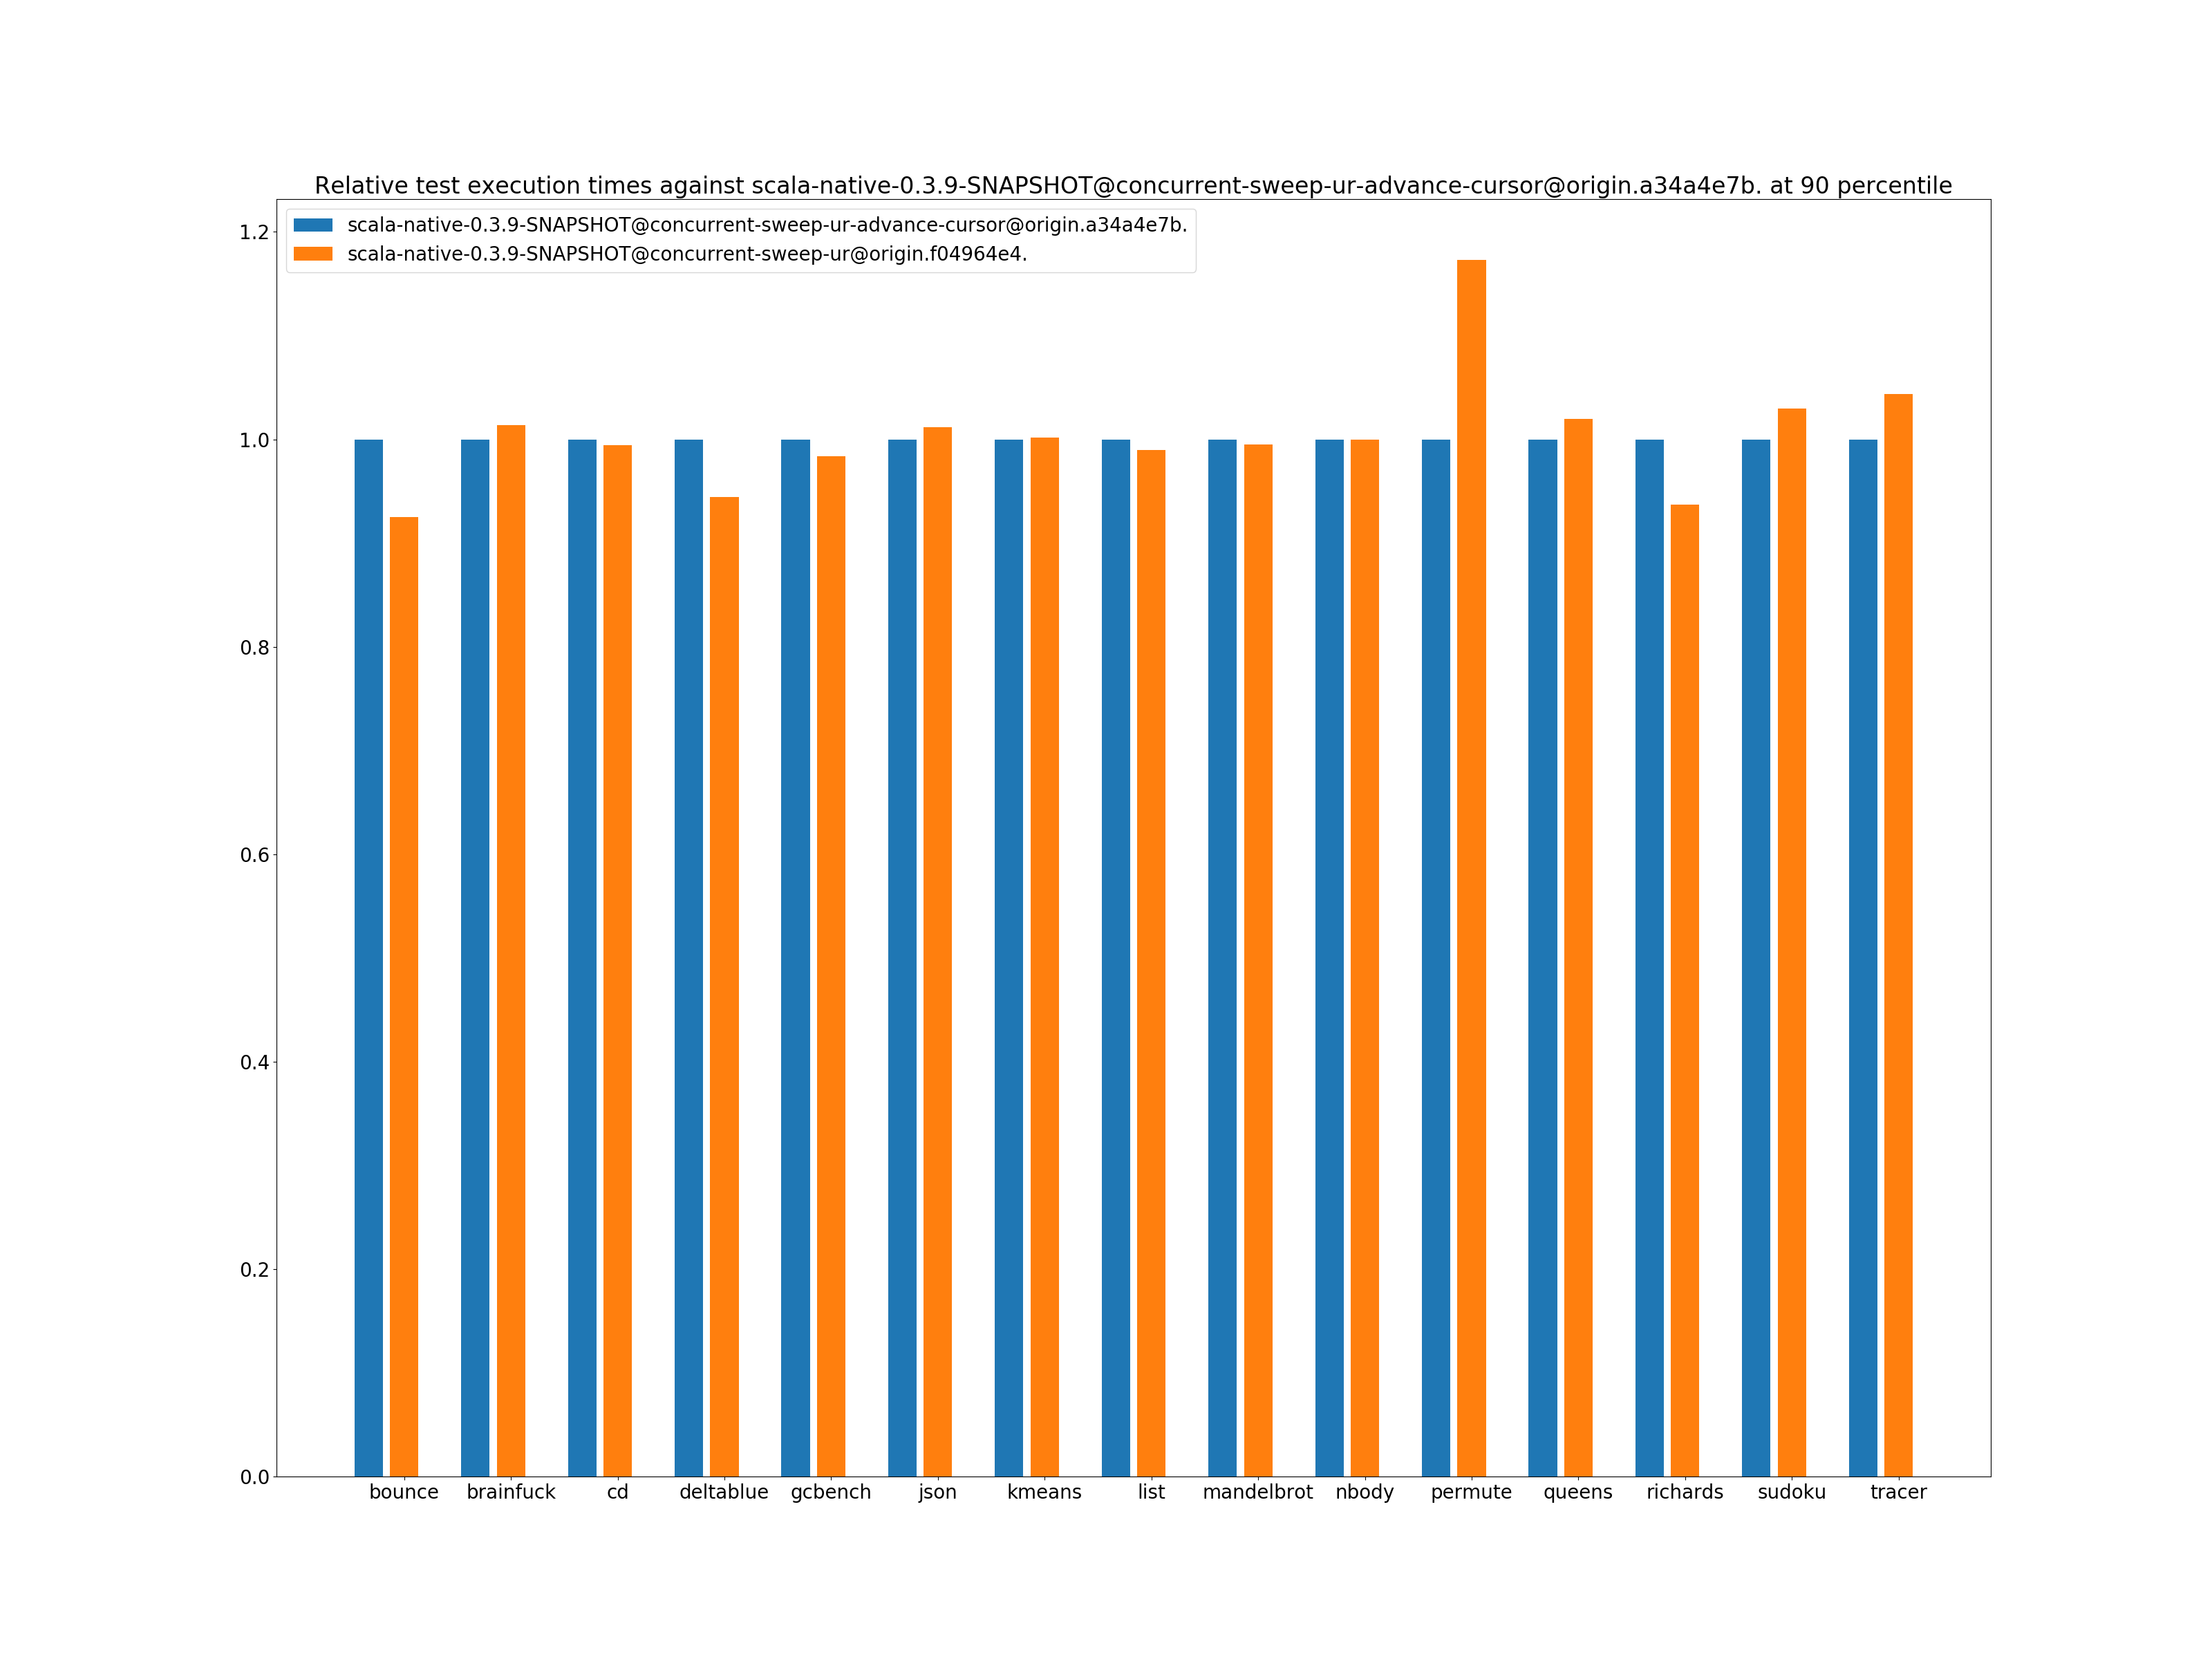 Relative test execution times against scala-native-0.3.9-SNAPSHOT@concurrent-sweep-ur-advance-cursor@origin.a34a4e7b. at 90 percentile
scala-native-0.3.9-SNAPSHOT@concurrent-sweep-ur-advance-cursor@origin.a34a4e7b.
scala-native-0.3.9-SNAPSHOT@concurrent-sweep-ur@origin.f04964e4.
1.2
1.0
0.8
0.6
0.4
0.2
0.0
bounce brainfuck cd deltablue gcbench json kmeans list mandelbrot nbody permute queens richards sudoku tracer